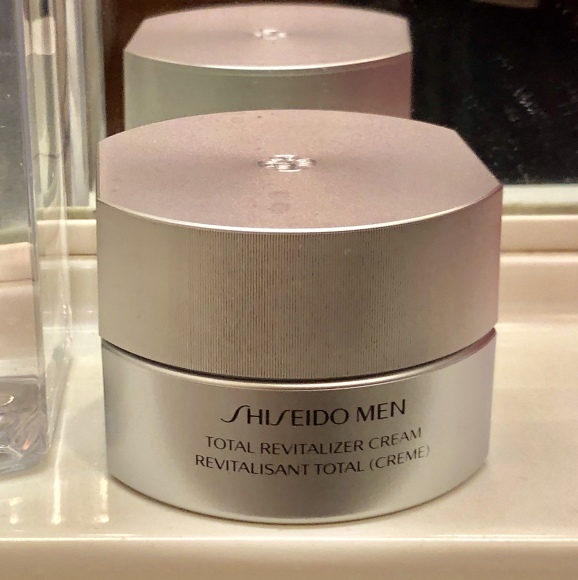 SHISEIDO MEN
TOTAL REVITALIZER CREAM
REVITALISANT TOTAL (CREME)